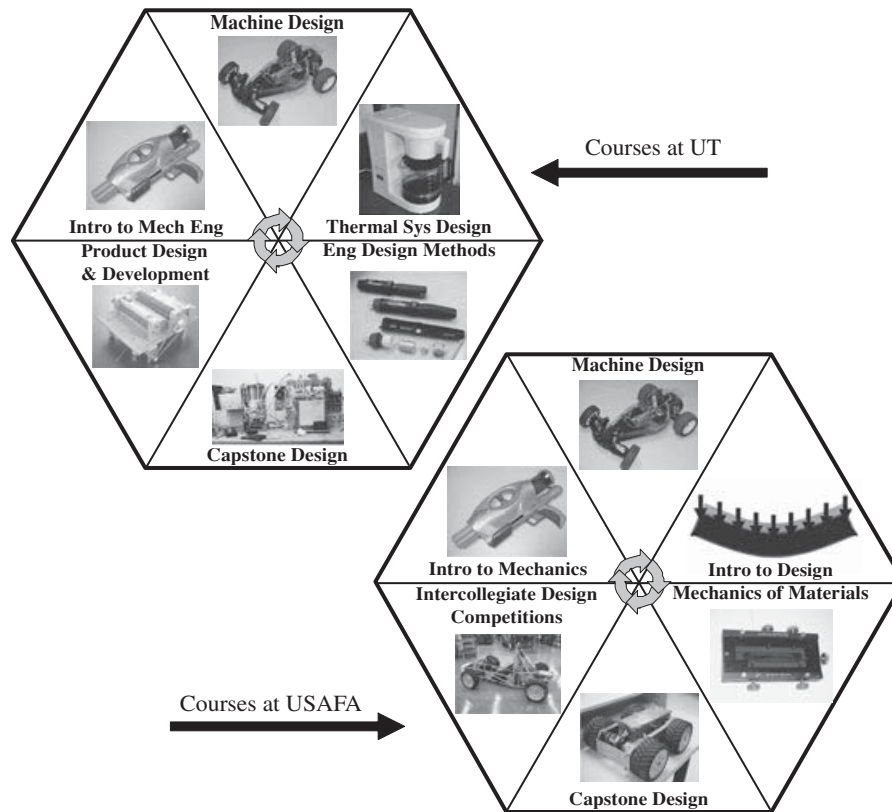 Machine Design
Courses at UT
Intro to Mech Eng
Thermal Sys Design
Product Design
& Development
Eng Design Methods
Capstone Design
Machine Design
Intro to Mechanics
Intro to Design
Intercollegiate Design
Competitions
Mechanics of Materials
Courses at USAFA
Capstone Design